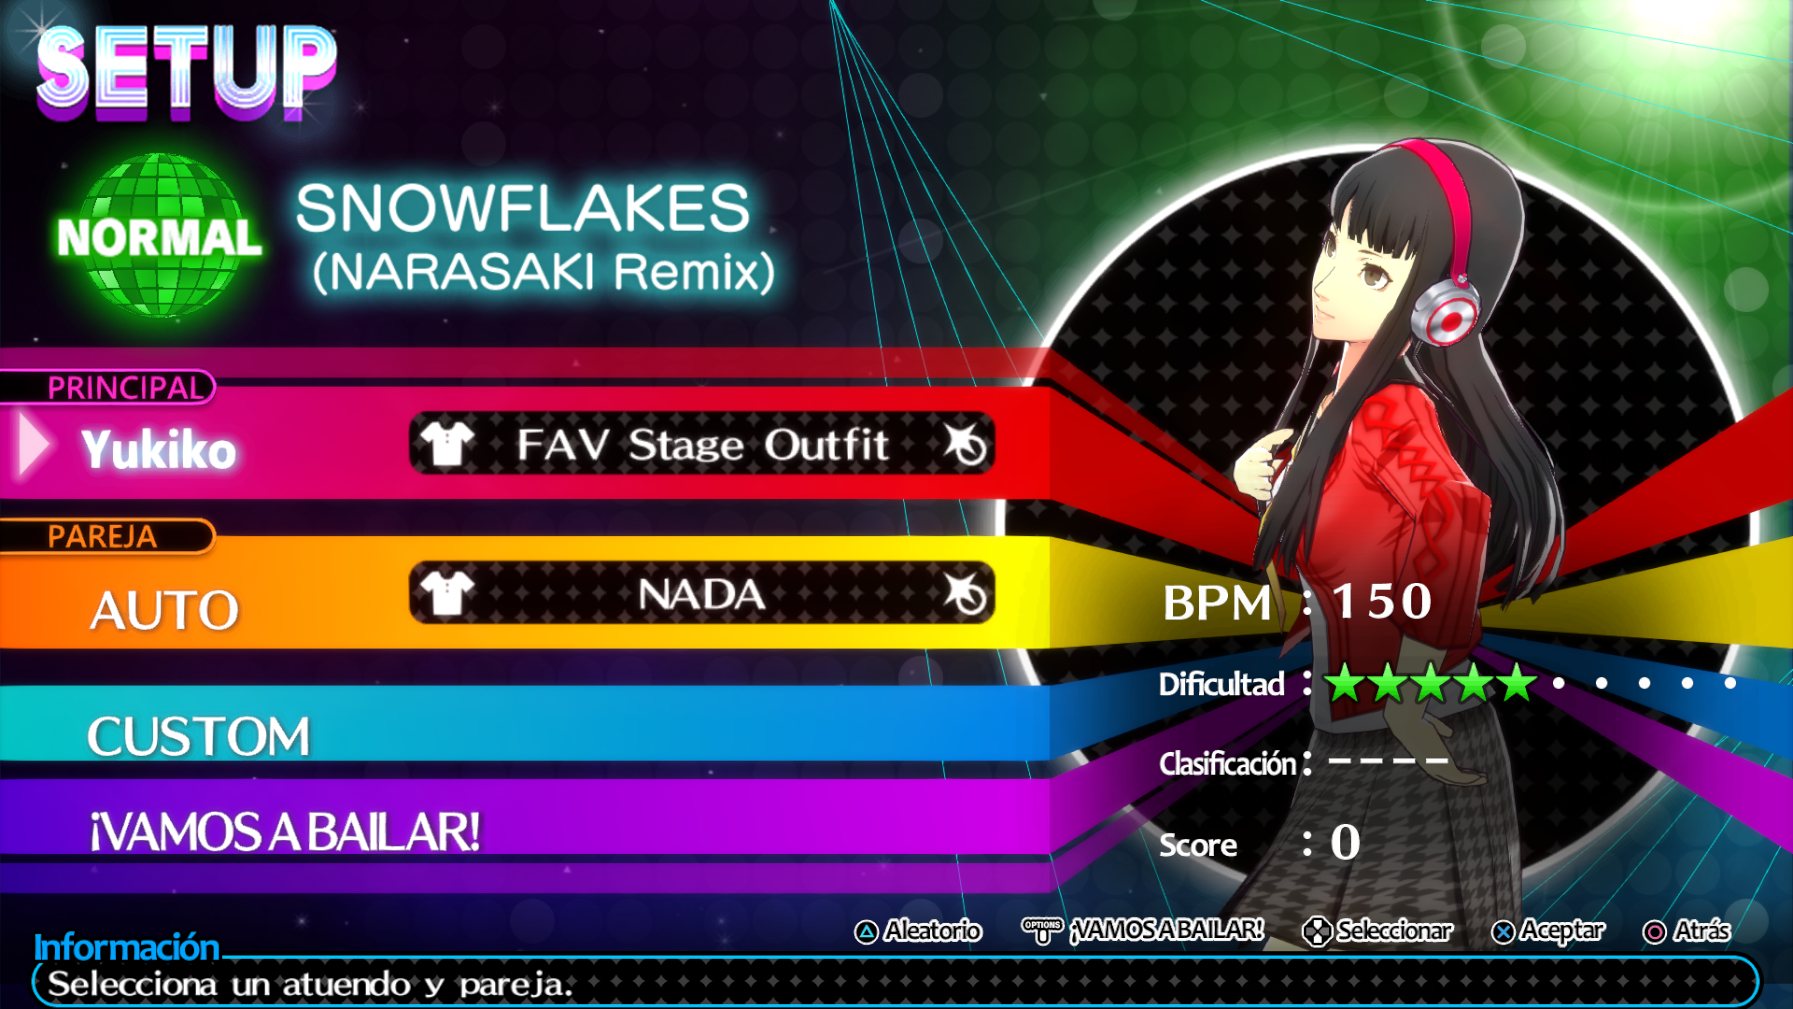 SETUP
NORMAL
SNOWFLAKES
(NARASAKI Remix)
PRINCIPAL
Yukiko
FAV Stage Outfit
PAREJA
AUTO
NADA
CUSTOM
¡VAMOS A BAILAR!
BPM : 150
Dificultad :
Clasificación : -----
Score : 0
Aleatorio OPTIONS ¡VAMOS A BAILAR! Seleccionar Aceptar Atrás
Información
Selecciona un atuendo y pareja.